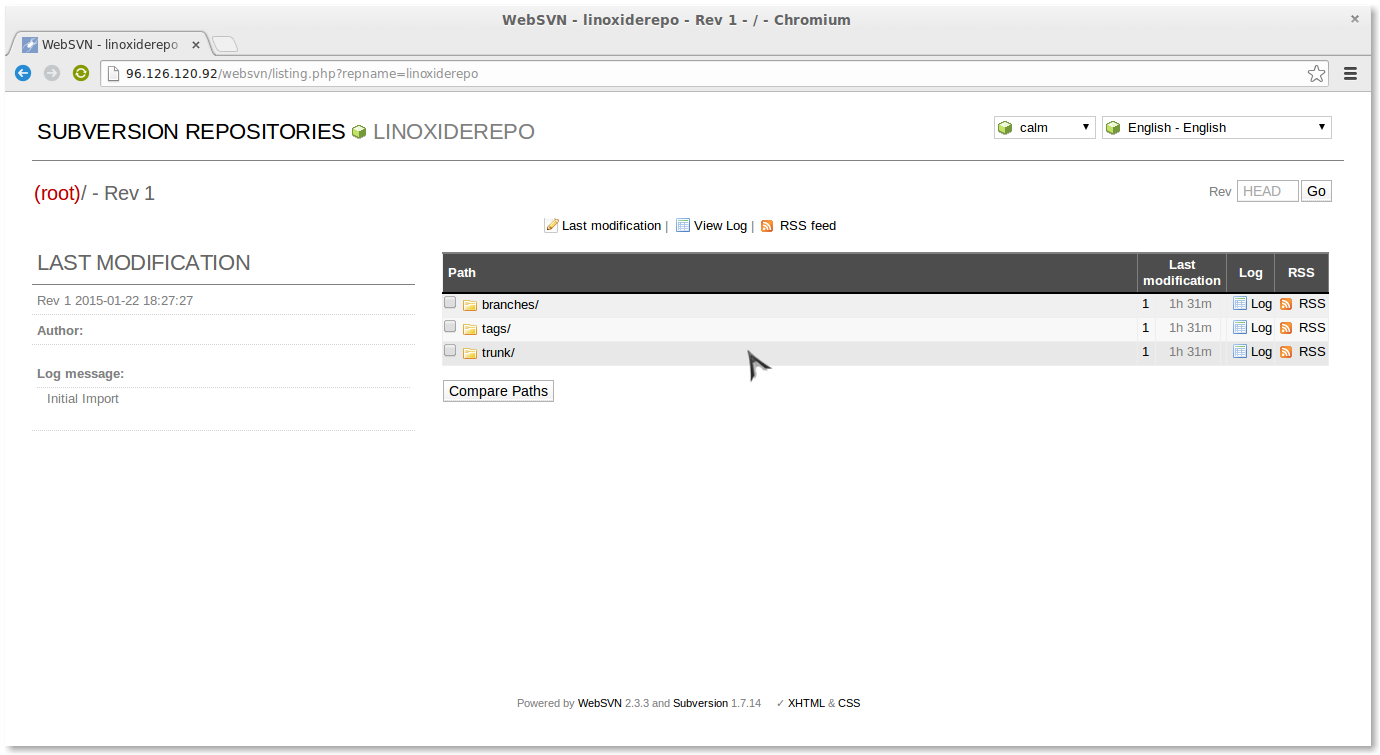 WebSVN - linoxiderepo - Rev 1 - / - Chromium
WebSVN - linoxiderepo
96.126.120.92/websvn/listing.php?repname=linoxiderepo
SUBVERSION REPOSITORIES LINOXIDEREPO
calm
English - English
(root)/ - Rev 1
Rev HEAD Go
Last modification | View Log | RSS feed
LAST MODIFICATION
Rev 1 2015-01-22 18:27:27
Author:
Log message:
Initial Import
Path Last modification Log RSS
branches/ 1 1h 31m Log RSS
tags/ 1 1h 31m Log RSS
trunk/ 1 1h 31m Log RSS
Compare Paths
Powered by WebSVN 2.3.3 and Subversion 1.7.14 ✓ XHTML & CSS